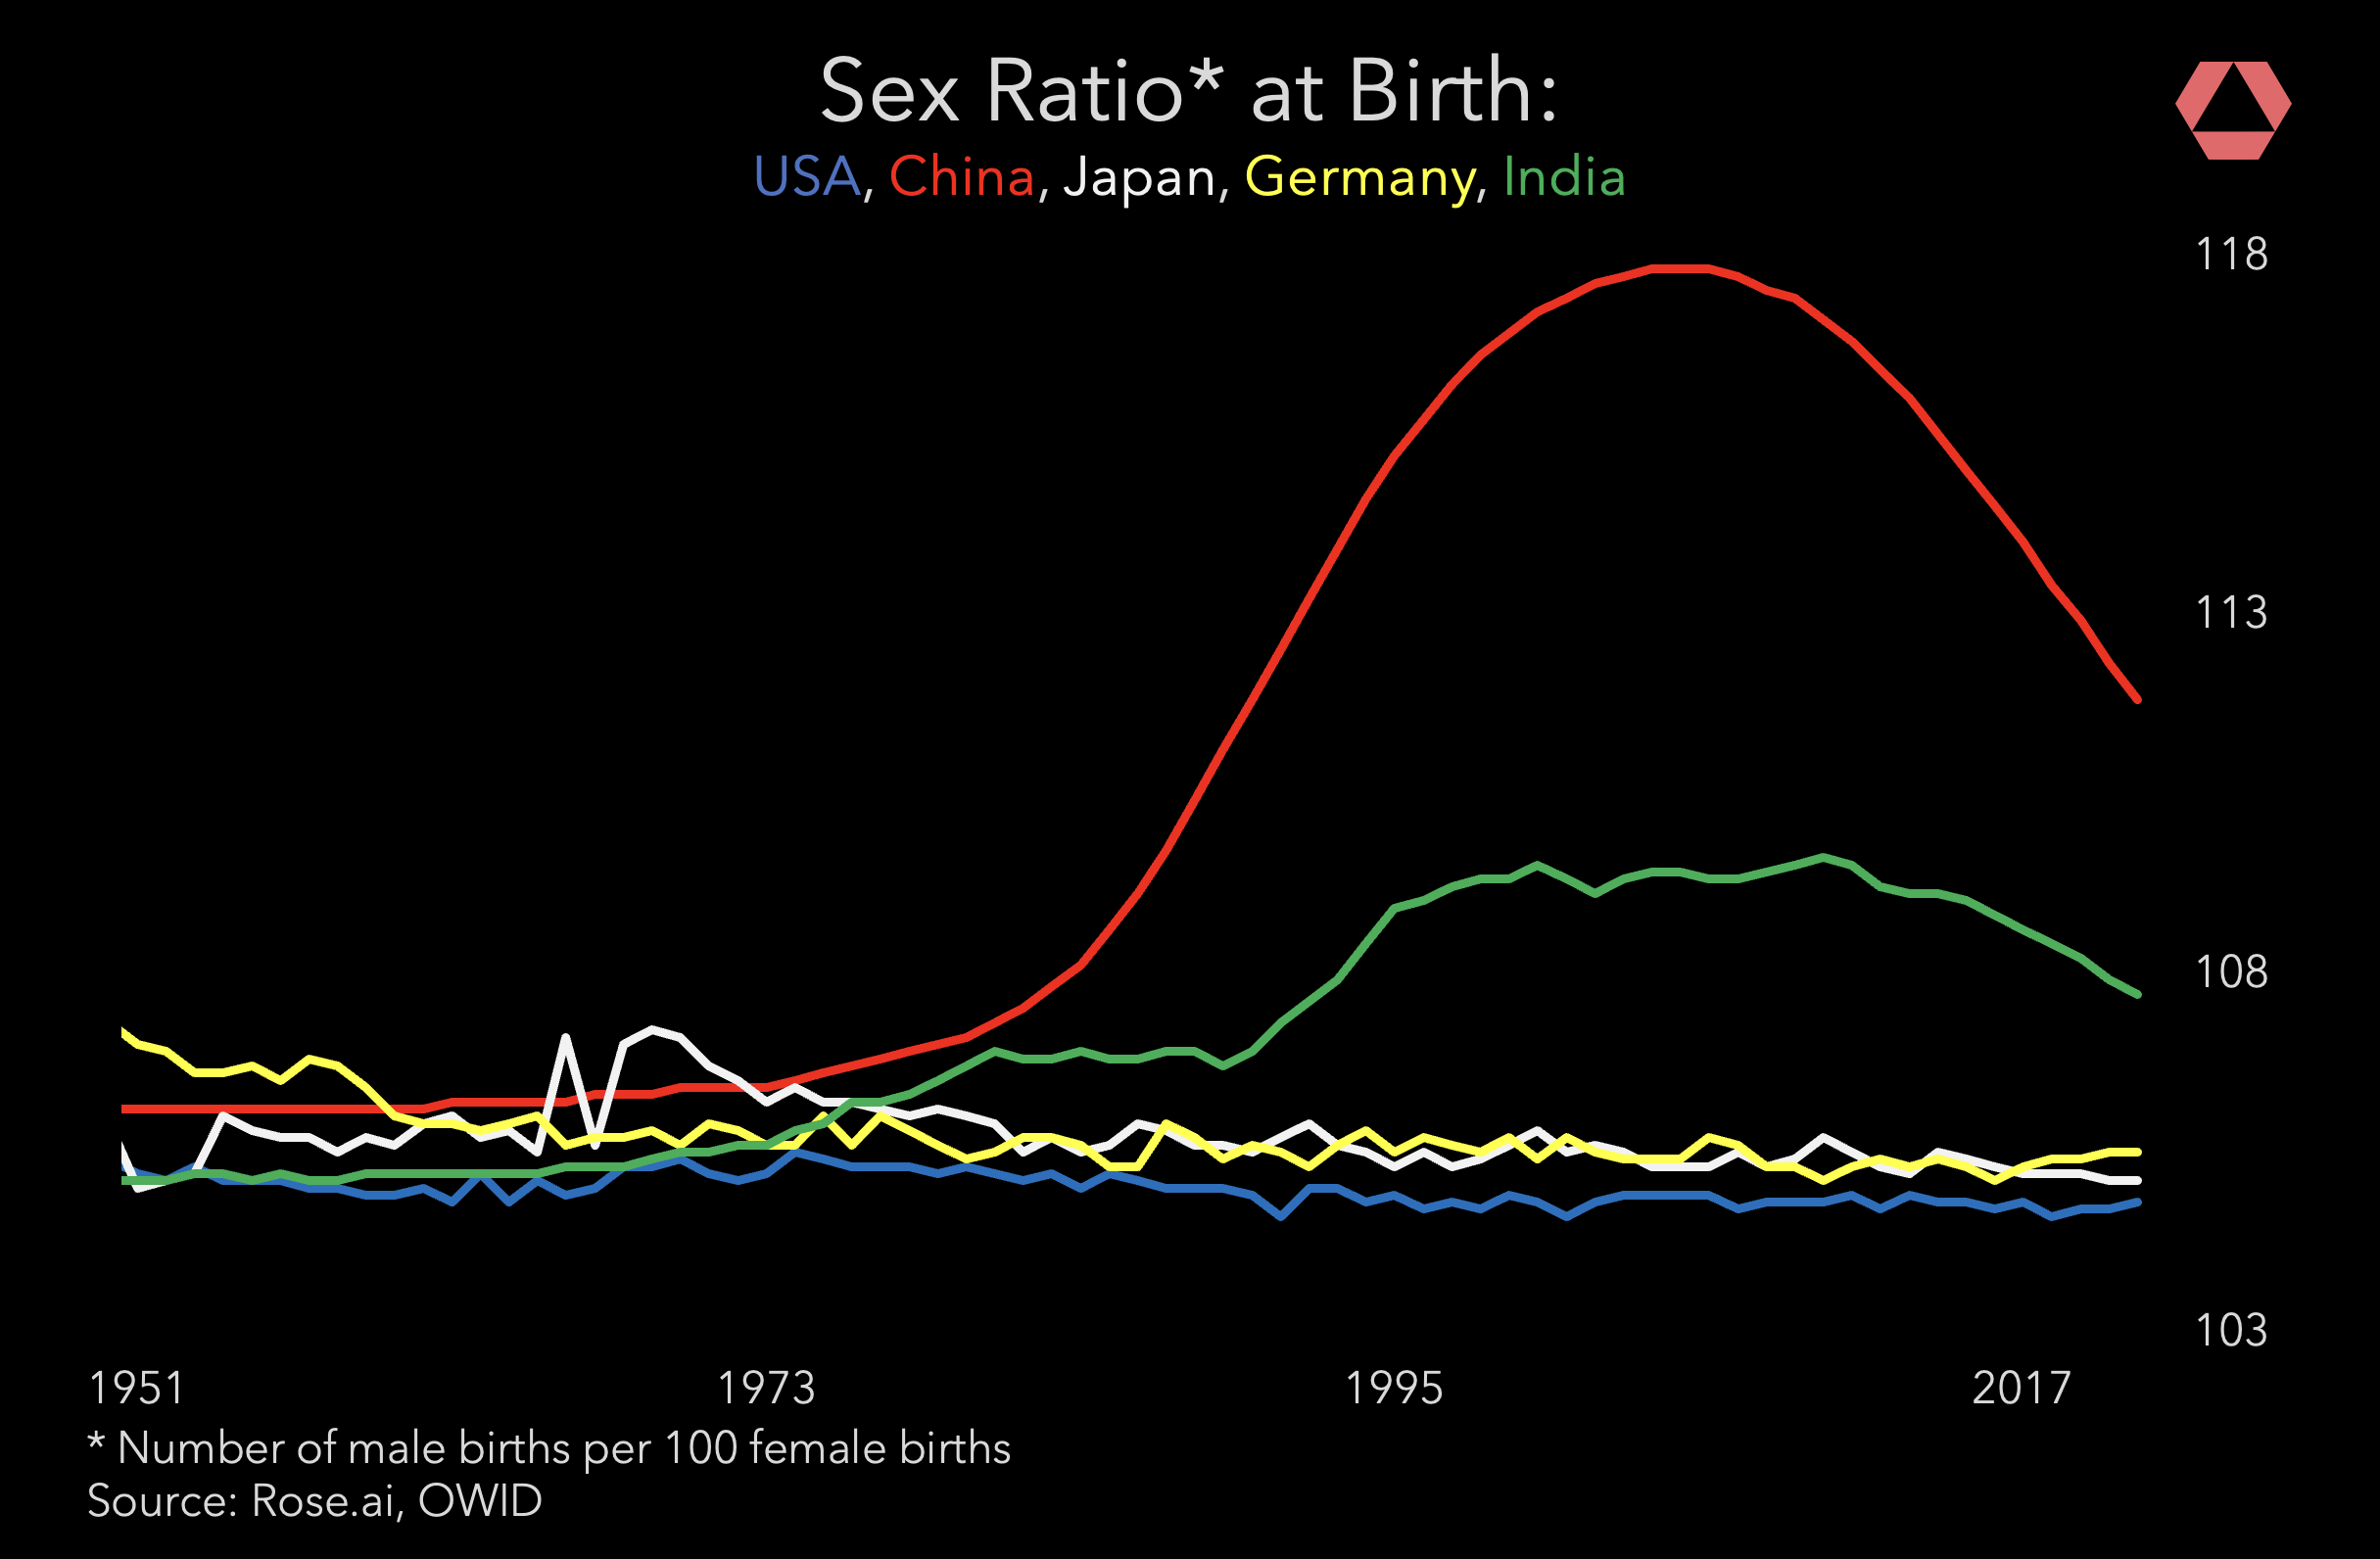 Sex Ratio* at Birth:
USA, China, Japan, Germany, India
118
113
108
103
1951 1973 1995 2017
* Number of male births per 100 female births
Source: Rose.ai, OWID